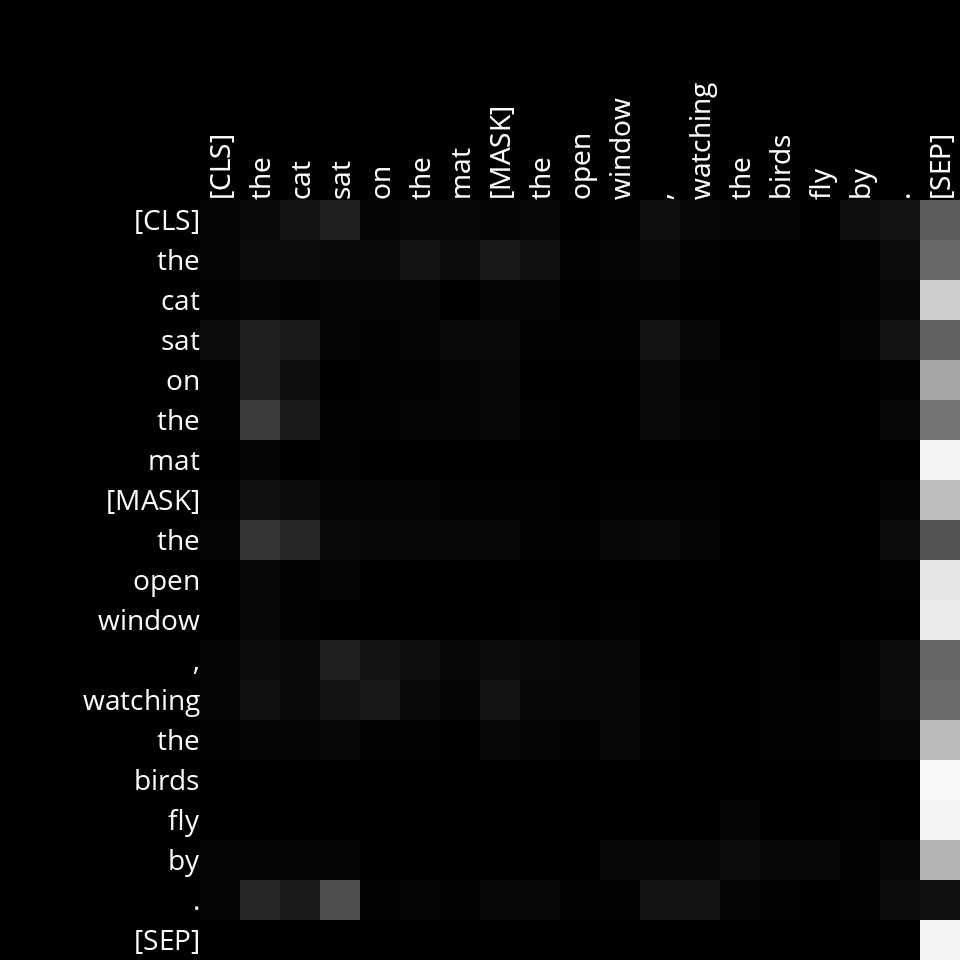 [CLS] the cat sat on the mat [MASK] the open window , watching the birds fly by . [SEP]
[CLS]
the
cat
sat
on
the
mat
[MASK]
the
open
window
,
watching
the
birds
fly
by
.
[SEP]